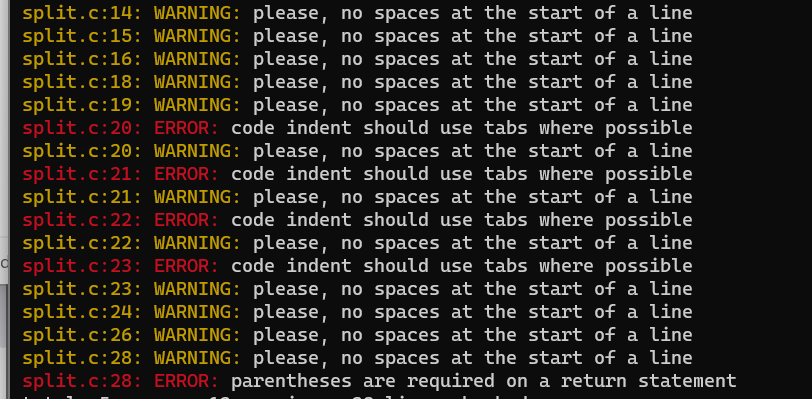 split.c:14: WARNING: please, no spaces at the start of a line
split.c:15: WARNING: please, no spaces at the start of a line
split.c:16: WARNING: please, no spaces at the start of a line
split.c:18: WARNING: please, no spaces at the start of a line
split.c:19: WARNING: please, no spaces at the start of a line
split.c:20: ERROR: code indent should use tabs where possible
split.c:20: WARNING: please, no spaces at the start of a line
split.c:21: ERROR: code indent should use tabs where possible
split.c:21: WARNING: please, no spaces at the start of a line
split.c:22: ERROR: code indent should use tabs where possible
split.c:22: WARNING: please, no spaces at the start of a line
split.c:23: ERROR: code indent should use tabs where possible
split.c:23: WARNING: please, no spaces at the start of a line
split.c:24: WARNING: please, no spaces at the start of a line
split.c:26: WARNING: please, no spaces at the start of a line
split.c:28: WARNING: please, no spaces at the start of a line
split.c:28: ERROR: parentheses are required on a return statement